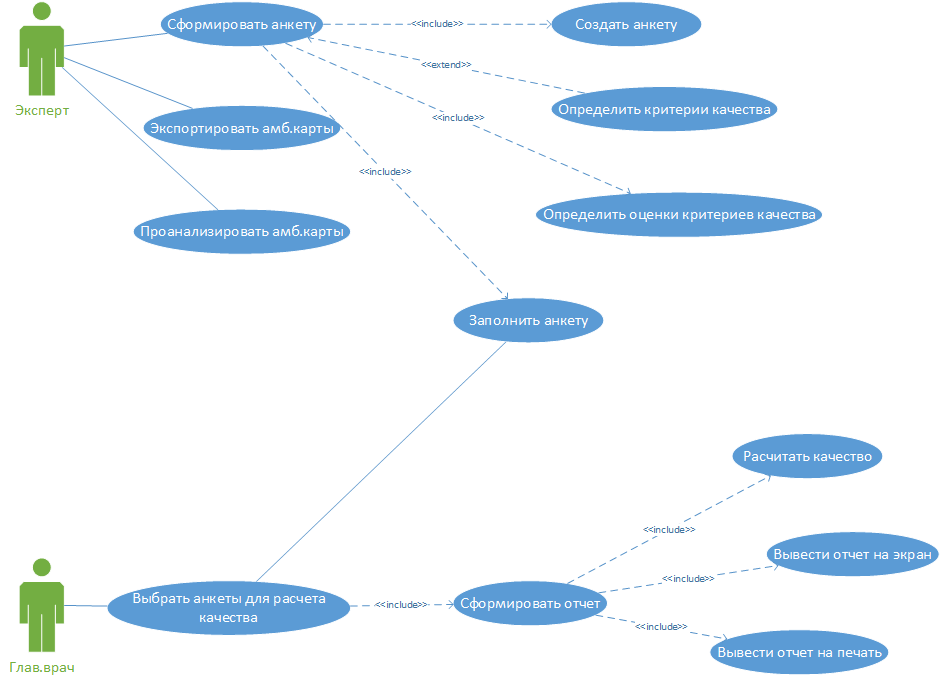 Сформировать анкету
<<include>>
Создать анкету
<<extend>>
Эксперт
Определить критерии качества
<<include>>
Экспортировать амб.карты
<<include>>
Определить оценки критериев качества
Проанализировать амб.карты
Заполнить анкету
Расчитать качество
<<include>>
Вывести отчет на экран
<<include>>
Выбрать анкеты для расчета
качества
<<include>>
Сформировать отчет
<<include>>
Вывести отчет на печать
Глав.врач